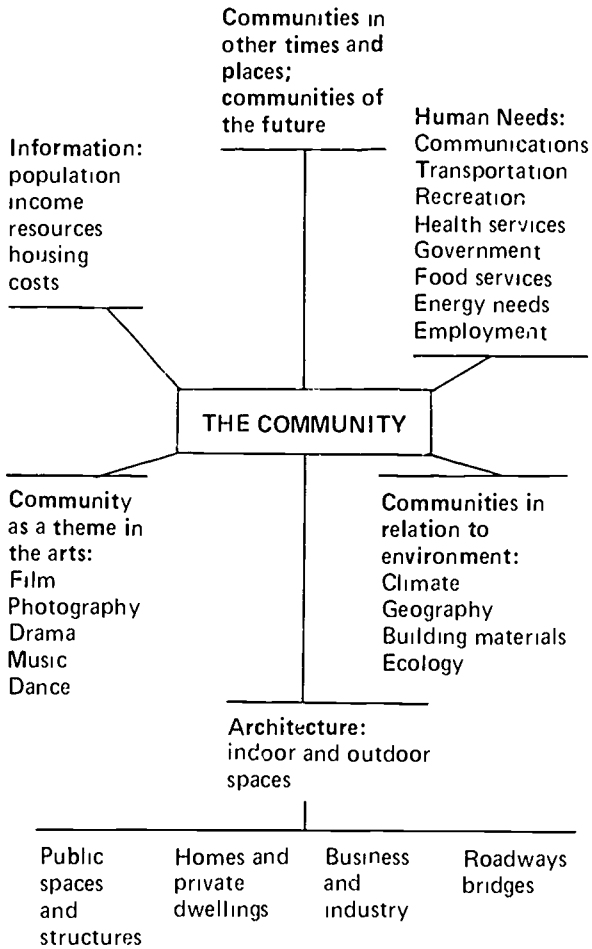 Communities in
other times and
places;
communities of
the future
Information:
population
income
resources
housing
costs
Human Needs:
Communications
Transportation
Recreation
Health services
Government
Food services
Energy needs
Employment
THE COMMUNITY
Community
as a theme in
the arts:
Film
Photography
Drama
Music
Dance
Communities in
relation to
environment:
Climate
Geography
Building materials
Ecology
Architecture:
indoor and outdoor
spaces
Public
spaces
and
structures
Homes and
private
dwellings
Business
and
industry
Roadways
bridges